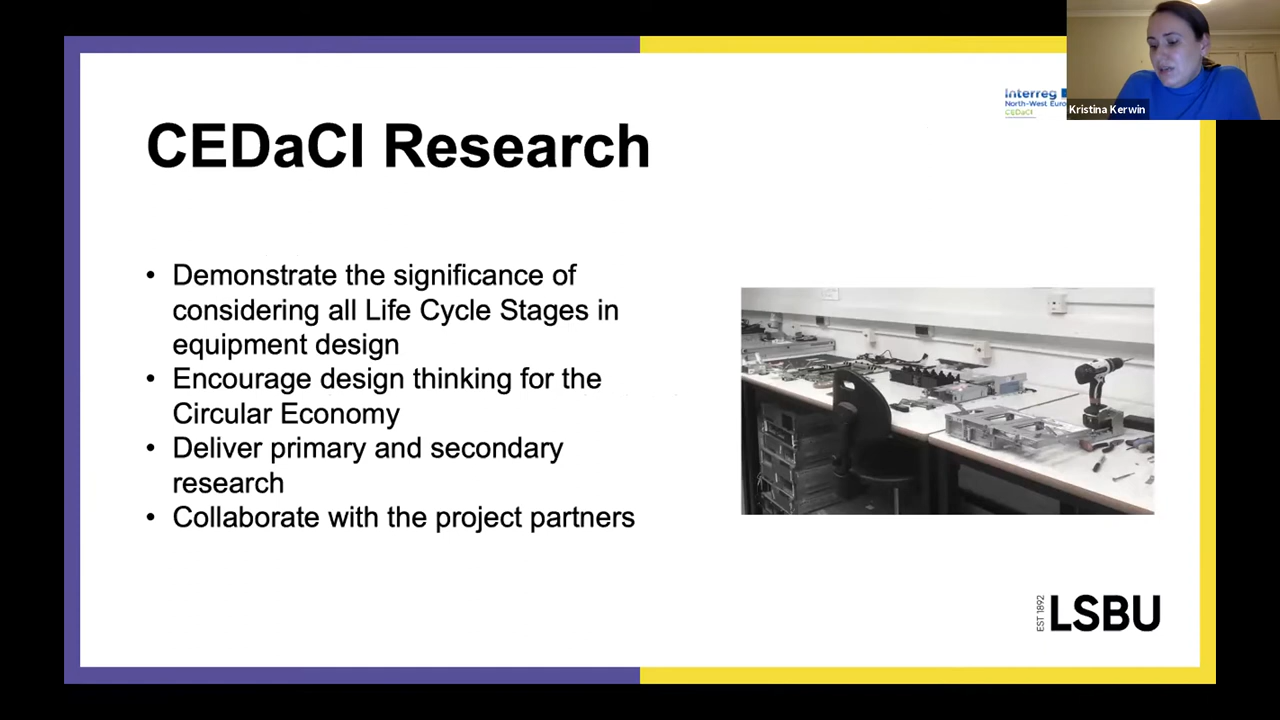 Interreg
North-West Euro
CEDaCI
Kristina Kerwin
CEDaCI Research
• Demonstrate the significance of
considering all Life Cycle Stages in
equipment design
• Encourage design thinking for the
Circular Economy
• Deliver primary and secondary
research
• Collaborate with the project partners
EST 1892
LSBU